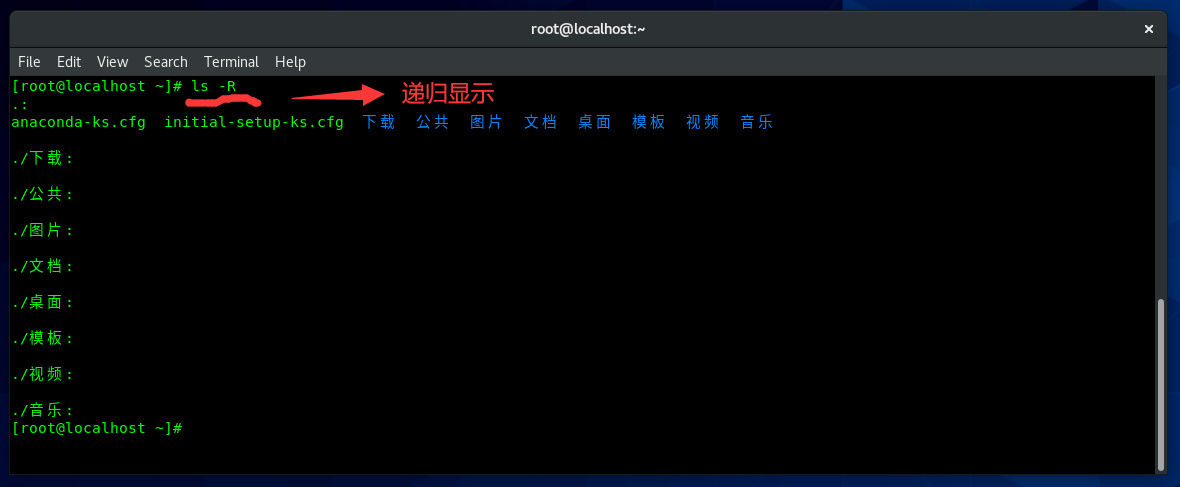 root@localhost:~
File Edit View Search Terminal Help
[root@localhost ~]# ls -R
递归显示
.:
anaconda-ks.cfg initial-setup-ks.cfg 下载 公共 图片 文档 桌面 模板 视频 音乐
./下载:
./公共:
./图片:
./文档:
./桌面:
./模板:
./视频:
./音乐:
[root@localhost ~]#